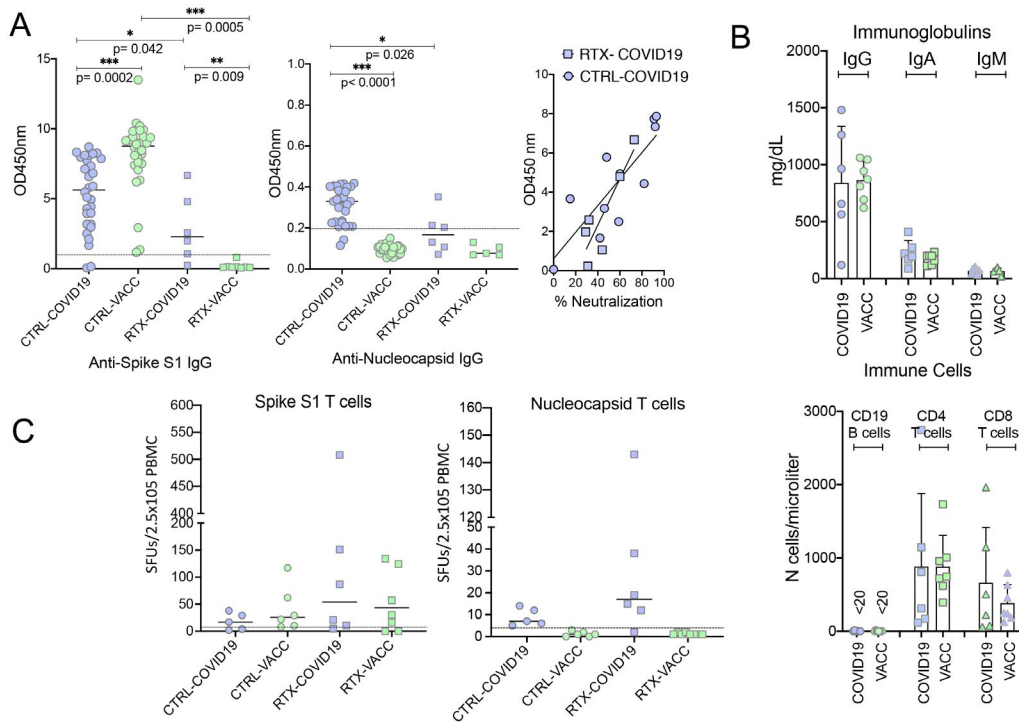 A
***
p= 0.0005
*
p= 0.042
***
p= 0.0002
**
p= 0.009
15
10
5
0
OD450nm
CTRL-COVID19
CTRL-VACC
RTX-COVID19
RTX-VACC
Anti-Spike S1 IgG
*
p= 0.026
***
p< 0.0001
1.0
0.8
0.6
0.4
0.2
0.0
OD450nm
CTRL-COVID19
CTRL-VACC
RTX-COVID19
RTX-VACC
Anti-Nucleocapsid IgG
RTX- COVID19
CTRL-COVID19
10
8
6
4
2
0
OD450 nm
0 20 40 60 80 100
% Neutralization
B
Immunoglobulins
IgG IgA IgM
2000
1500
1000
500
0
mg/dL
COVID19
VACC
COVID19
VACC
COVID19
VACC
Immune Cells
CD19
B cells
CD4
T cells
CD8
T cells
3000
2000
1000
0
N cells/microliter
<20
<20
COVID19
VACC
COVID19
VACC
COVID19
VACC
C
Spike S1 T cells
600
550
500
450
400
200
150
100
50
0
SFUs/2.5x105 PBMC
CTRL-COVID19
CTRL-VACC
RTX-COVID19
RTX-VACC
Nucleocapsid T cells
160
150
140
130
120
50
40
30
20
10
0
SFUs/2.5x105 PBMC
CTRL-COVID19
CTRL-VACC
RTX-COVID19
RTX-VACC